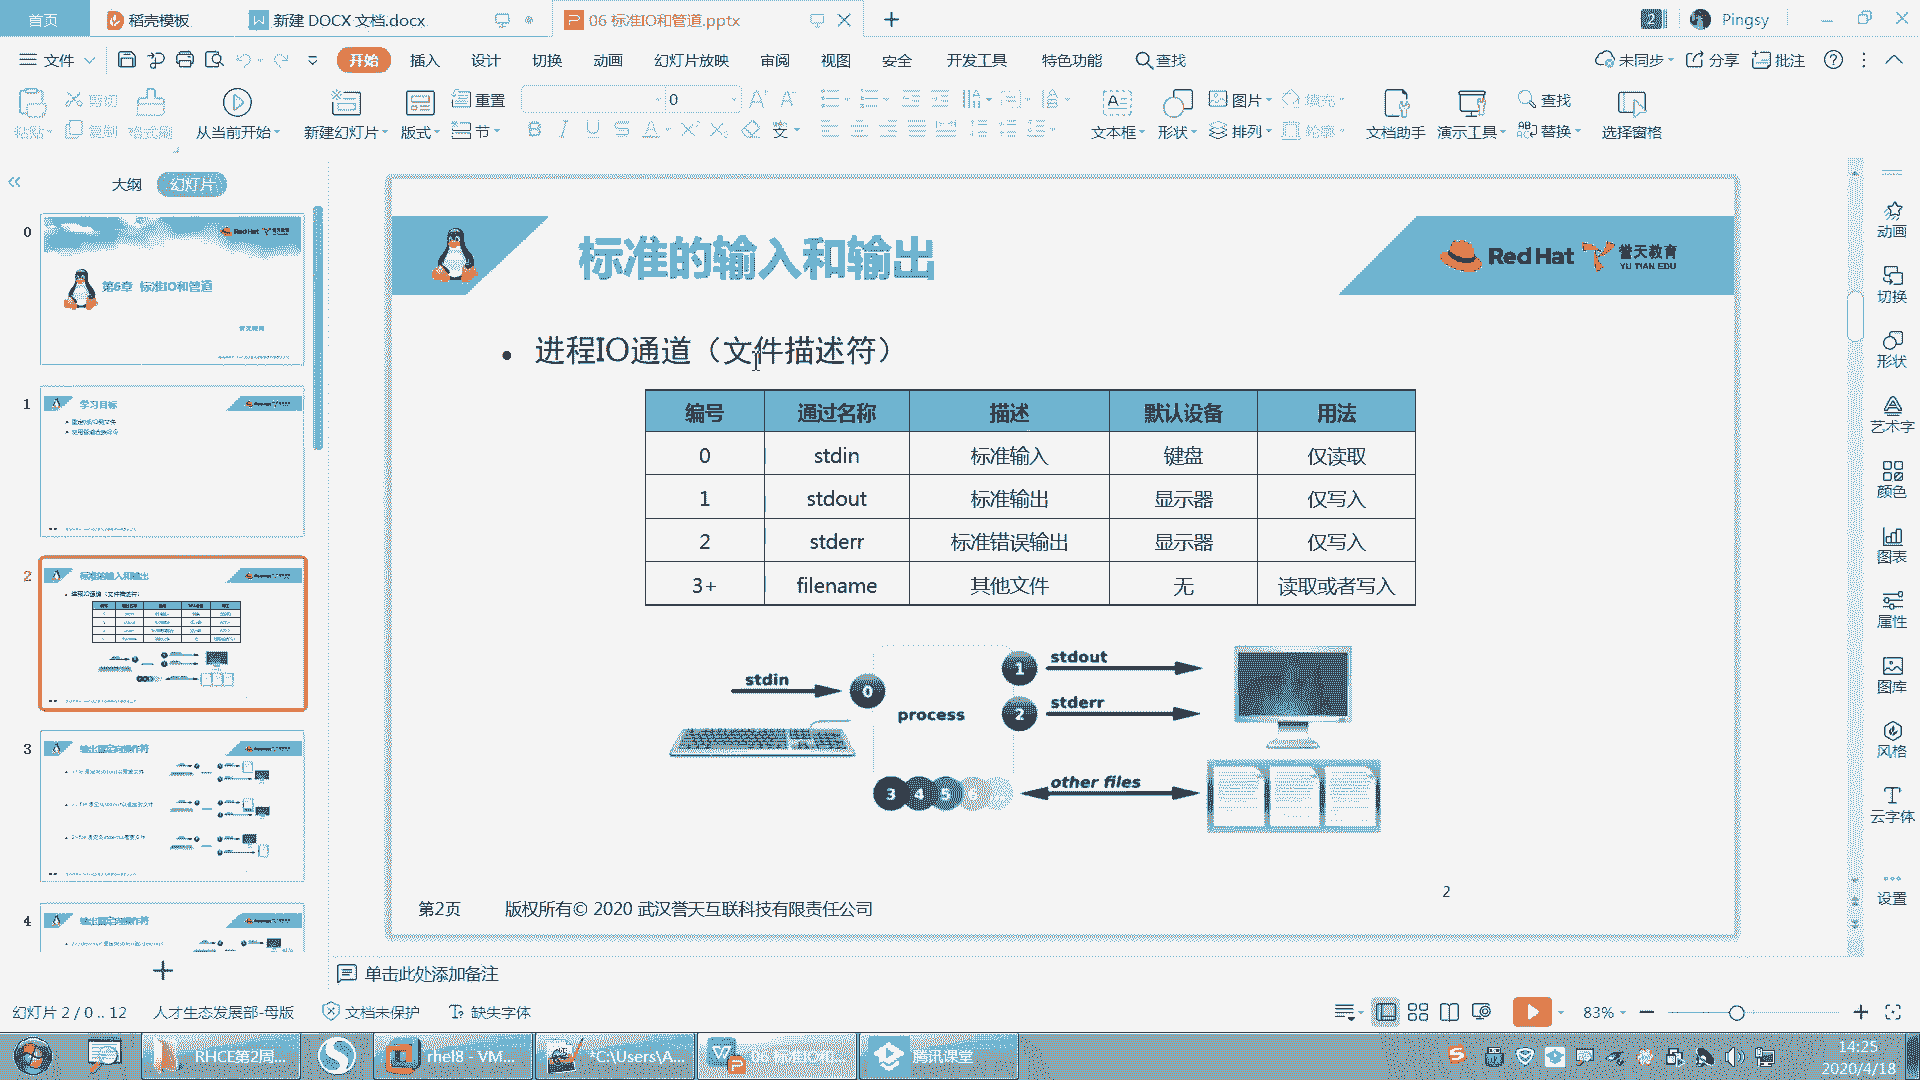 首页
稻壳模板
新建 DOCX 文档.docx
06 标准IO和管道.pptx
2
Pingsy
文件
开始
插入
设计
切换
动画
幻灯片放映
审阅
视图
安全
开发工具
特色功能
查找
未同步
分享
批注
粘贴
剪切
复制
格式刷
从当前开始
新建幻灯片
版式
重置
节
0
文本框
形状
图片
排列
填充
轮廓
文档助手
演示工具
查找
替换
选择窗格
大纲
幻灯片
0
第6章 标准IO和管道
1
学习目标
2
标准的输入和输出
3
输出重定向操作符
4
输出重定向操作符
标准的输入和输出
Red Hat
誉天教育
YU TIAN EDU
进程IO通道（文件描述符）
编号 通过名称 描述 默认设备 用法
0 stdin 标准输入 键盘 仅读取
1 stdout 标准输出 显示器 仅写入
2 stderr 标准错误输出 显示器 仅写入
3+ filename 其他文件 无 读取或者写入
stdin
0
process
1
stdout
2
stderr
3 4 5 6
other files
2
第2页
版权所有© 2020 武汉誉天互联科技有限责任公司
动画
切换
形状
艺术字
颜色
图表
属性
图库
风格
云字体
设置
单击此处添加备注
幻灯片 2 / 0 .. 12
人才生态发展部-母版
文档未保护
缺失字体
83%
RHCE第2周...
rhel8 - VM...
*C:\Users\A...
06 标准IO和...
腾讯课堂
14:25
2020/4/18